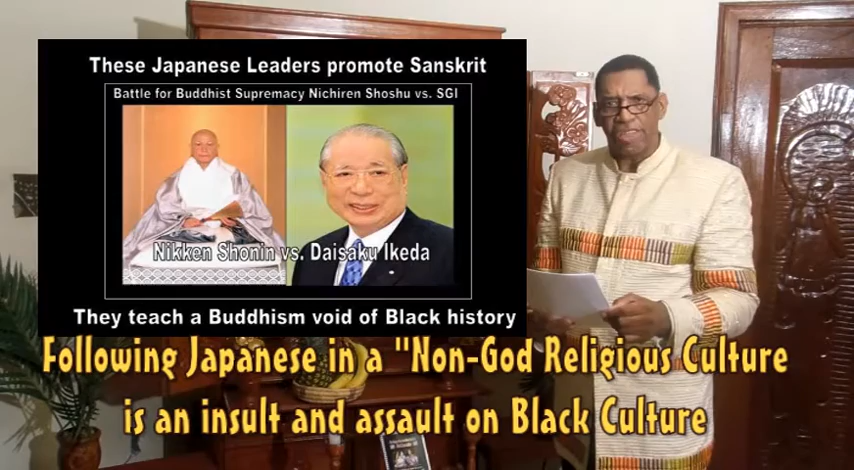 These Japanese Leaders promote Sanskrit
Battle for Buddhist Supremacy Nichiren Shoshu vs. SGI
Nikken Shonin vs. Daisaku Ikeda
They teach a Buddhism void of Black history
Following Japanese in a "Non-God Religious Culture
is an insult and assault on Black Culture